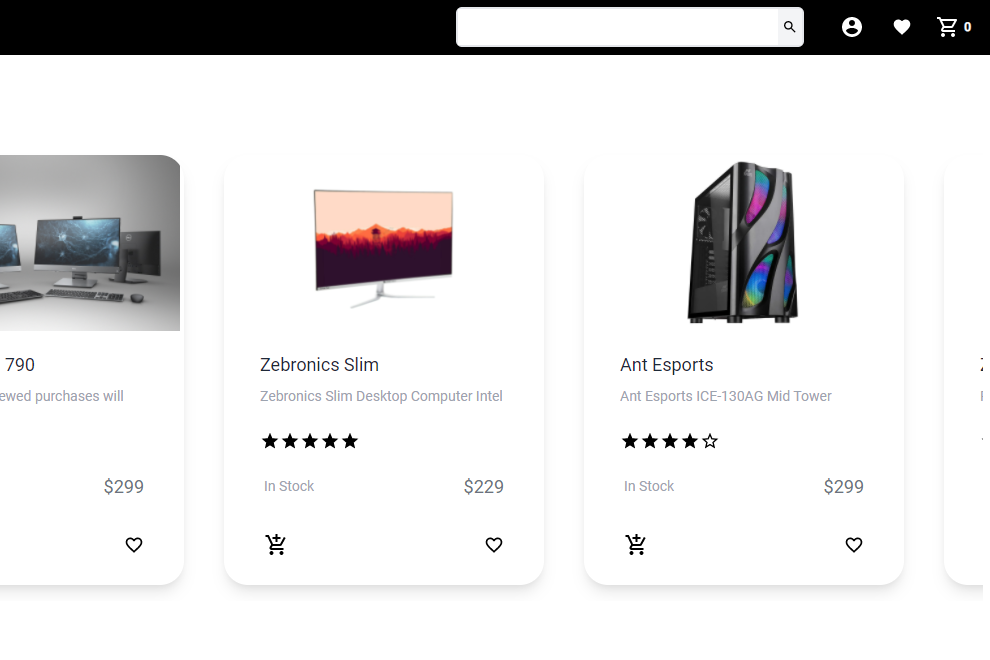 0
790
ewed purchases will
$299
Zebronics Slim
Zebronics Slim Desktop Computer Intel
In Stock
$229
Ant Esports
Ant Esports ICE-130AG Mid Tower
In Stock
$299